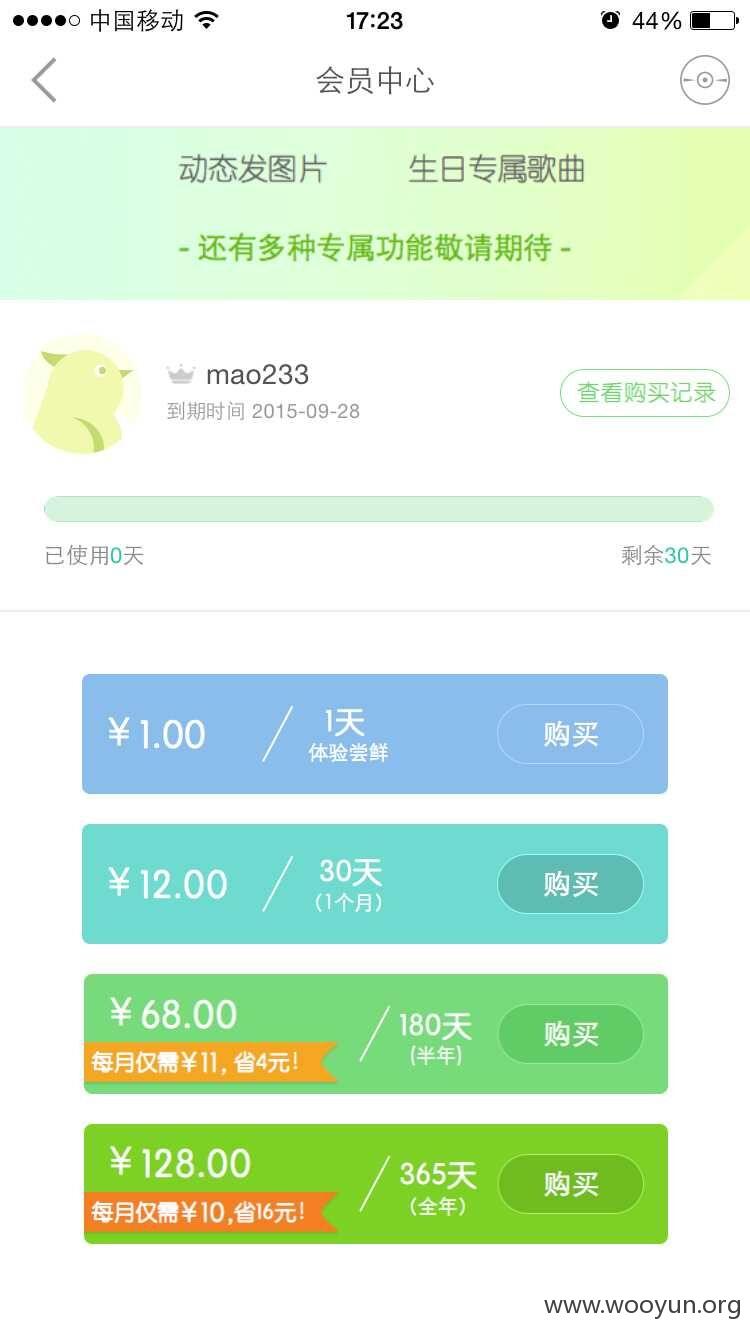 中国移动 17:23 44%
会员中心
动态发图片 生日专属歌曲
- 还有多种专属功能敬请期待 -
mao233
到期时间 2015-09-28
查看购买记录
已使用0天 剩余30天
¥1.00 1天 购买
体验尝鲜
¥12.00 30天 购买
(1个月)
¥68.00 180天 购买
(半年)
每月仅需¥11,省4元!
¥128.00 365天 购买
(全年)
每月仅需¥10,省16元!
www.wooyun.org